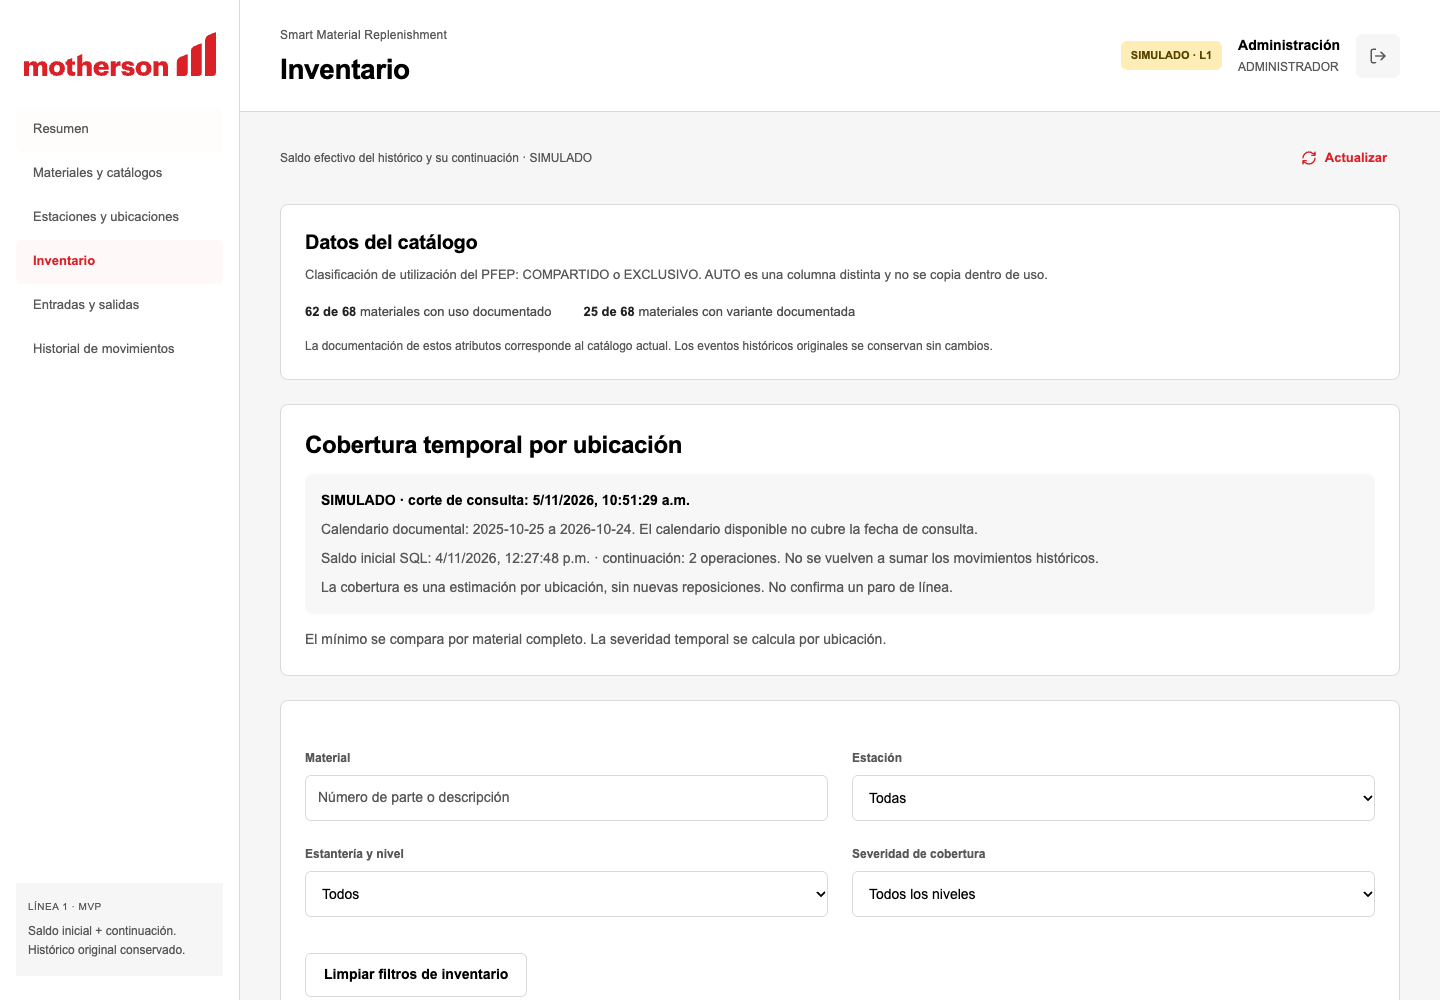 motherson
Resumen
Materiales y catálogos
Estaciones y ubicaciones
Inventario
Entradas y salidas
Historial de movimientos
LÍNEA 1 · MVP
Saldo inicial + continuación.
Histórico original conservado.
Smart Material Replenishment
Inventario
SIMULADO · L1
Administración
ADMINISTRADOR
Saldo efectivo del histórico y su continuación · SIMULADO
Actualizar
Datos del catálogo
Clasificación de utilización del PFEP: COMPARTIDO o EXCLUSIVO. AUTO es una columna distinta y no se copia dentro de uso.
62 de 68 materiales con uso documentado 25 de 68 materiales con variante documentada
La documentación de estos atributos corresponde al catálogo actual. Los eventos históricos originales se conservan sin cambios.
Cobertura temporal por ubicación
SIMULADO · corte de consulta: 5/11/2026, 10:51:29 a.m.
Calendario documental: 2025-10-25 a 2026-10-24. El calendario disponible no cubre la fecha de consulta.
Saldo inicial SQL: 4/11/2026, 12:27:48 p.m. · continuación: 2 operaciones. No se vuelven a sumar los movimientos históricos.
La cobertura es una estimación por ubicación, sin nuevas reposiciones. No confirma un paro de línea.
El mínimo se compara por material completo. La severidad temporal se calcula por ubicación.
Material
Número de parte o descripción
Estación
Todas
Estantería y nivel
Todos
Severidad de cobertura
Todos los niveles
Limpiar filtros de inventario